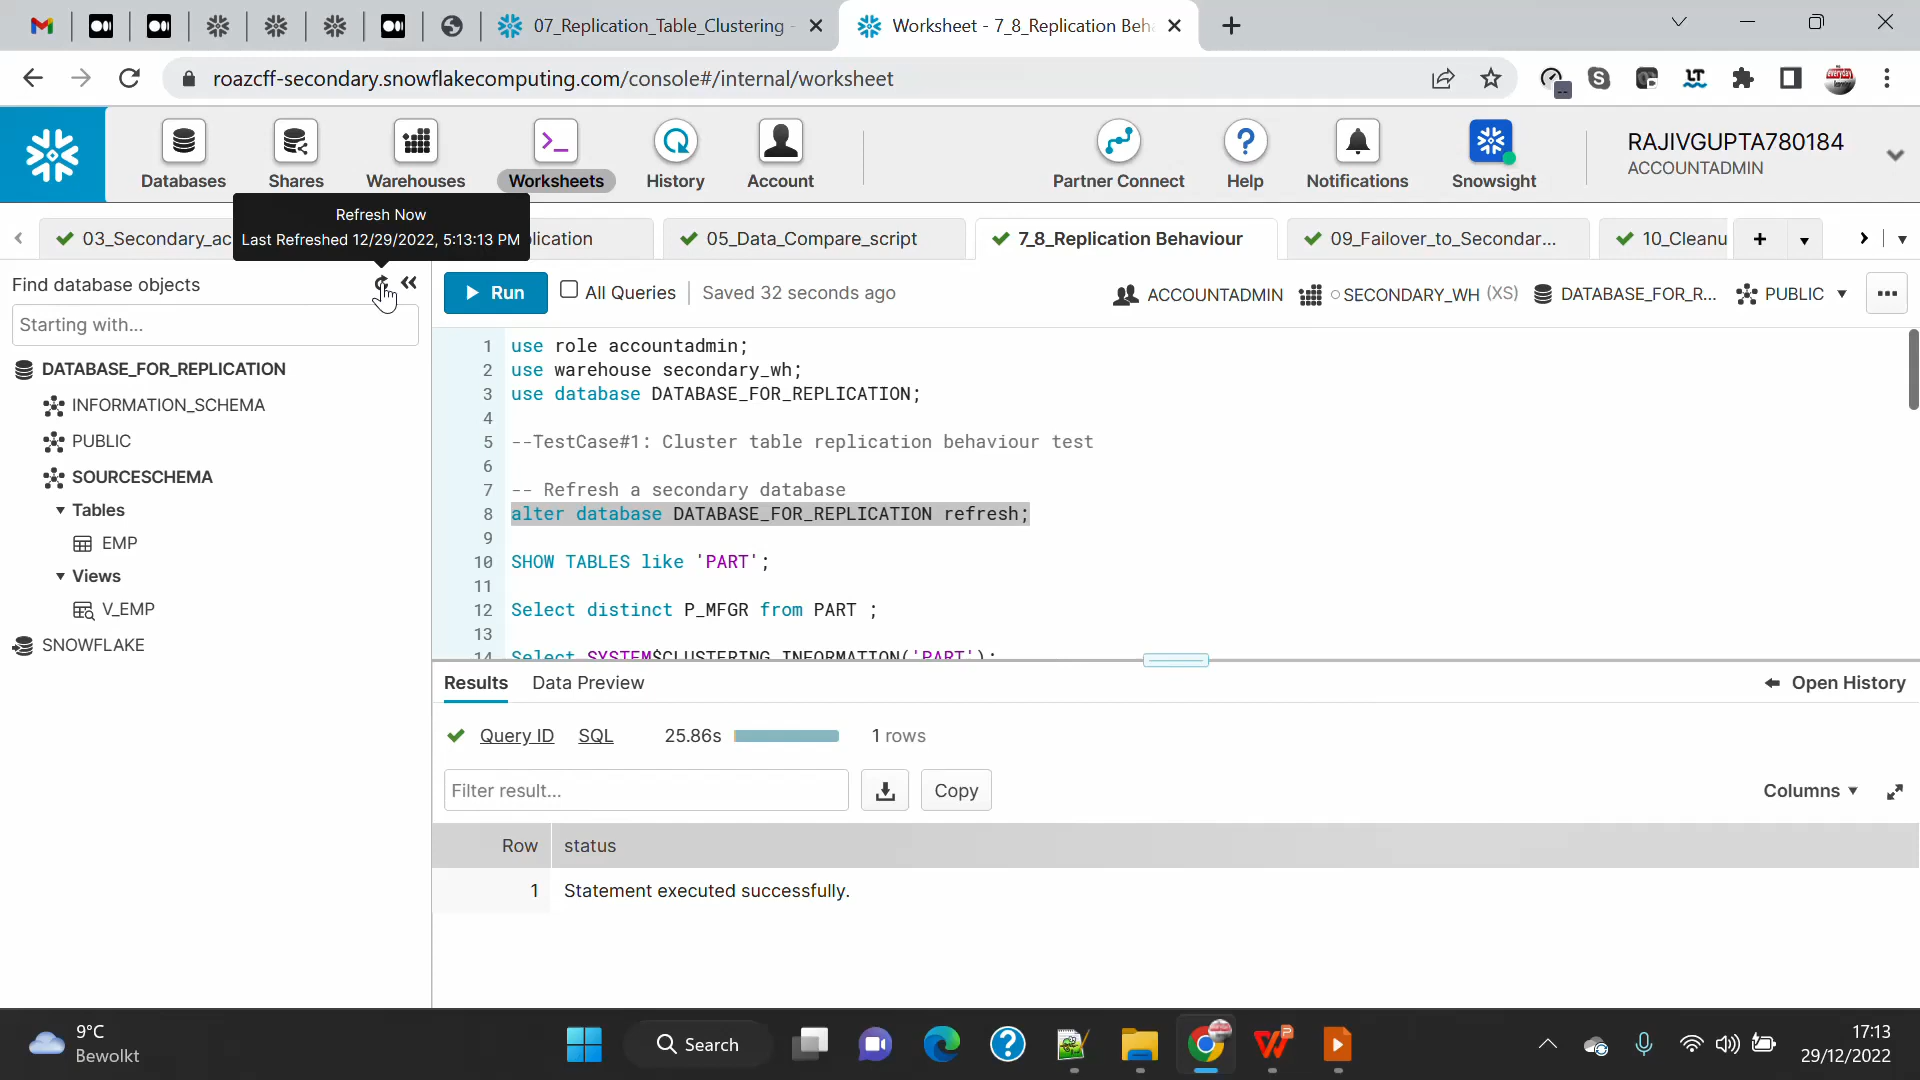 07_Replication_Table_Clustering -
Worksheet - 7_8_Replication Beha
roazcff-secondary.snowflakecomputing.com/console#/internal/worksheet
Databases
Shares
Warehouses
Worksheets
History
Account
Partner Connect
Help
Notifications
Snowsight
RAJIVGUPTA780184
ACCOUNTADMIN
Refresh Now
Last Refreshed 12/29/2022, 5:13:13 PM
03_Secondary_ac
lication
05_Data_Compare_script
7_8_Replication Behaviour
09_Failover_to_Secondar...
10_Cleanu
Find database objects
Starting with...
DATABASE_FOR_REPLICATION
INFORMATION_SCHEMA
PUBLIC
SOURCESCHEMA
Tables
EMP
Views
V_EMP
SNOWFLAKE
Run
All Queries
Saved 32 seconds ago
ACCOUNTADMIN
SECONDARY_WH (XS)
DATABASE_FOR_R...
PUBLIC
1 use role accountadmin;
2 use warehouse secondary_wh;
3 use database DATABASE_FOR_REPLICATION;
4
5 --TestCase#1: Cluster table replication behaviour test
6
7 -- Refresh a secondary database
8 alter database DATABASE_FOR_REPLICATION refresh;
9
10 SHOW TABLES like 'PART';
11
12 Select distinct P_MFGR from PART ;
13
14 Select SYSTEM$CLUSTERING_INFORMATION('PART');
Results
Data Preview
Open History
Query ID
SQL
25.86s
1 rows
Filter result...
Copy
Columns
Row status
1 Statement executed successfully.
9°C
Bewolkt
Search
17:13
29/12/2022